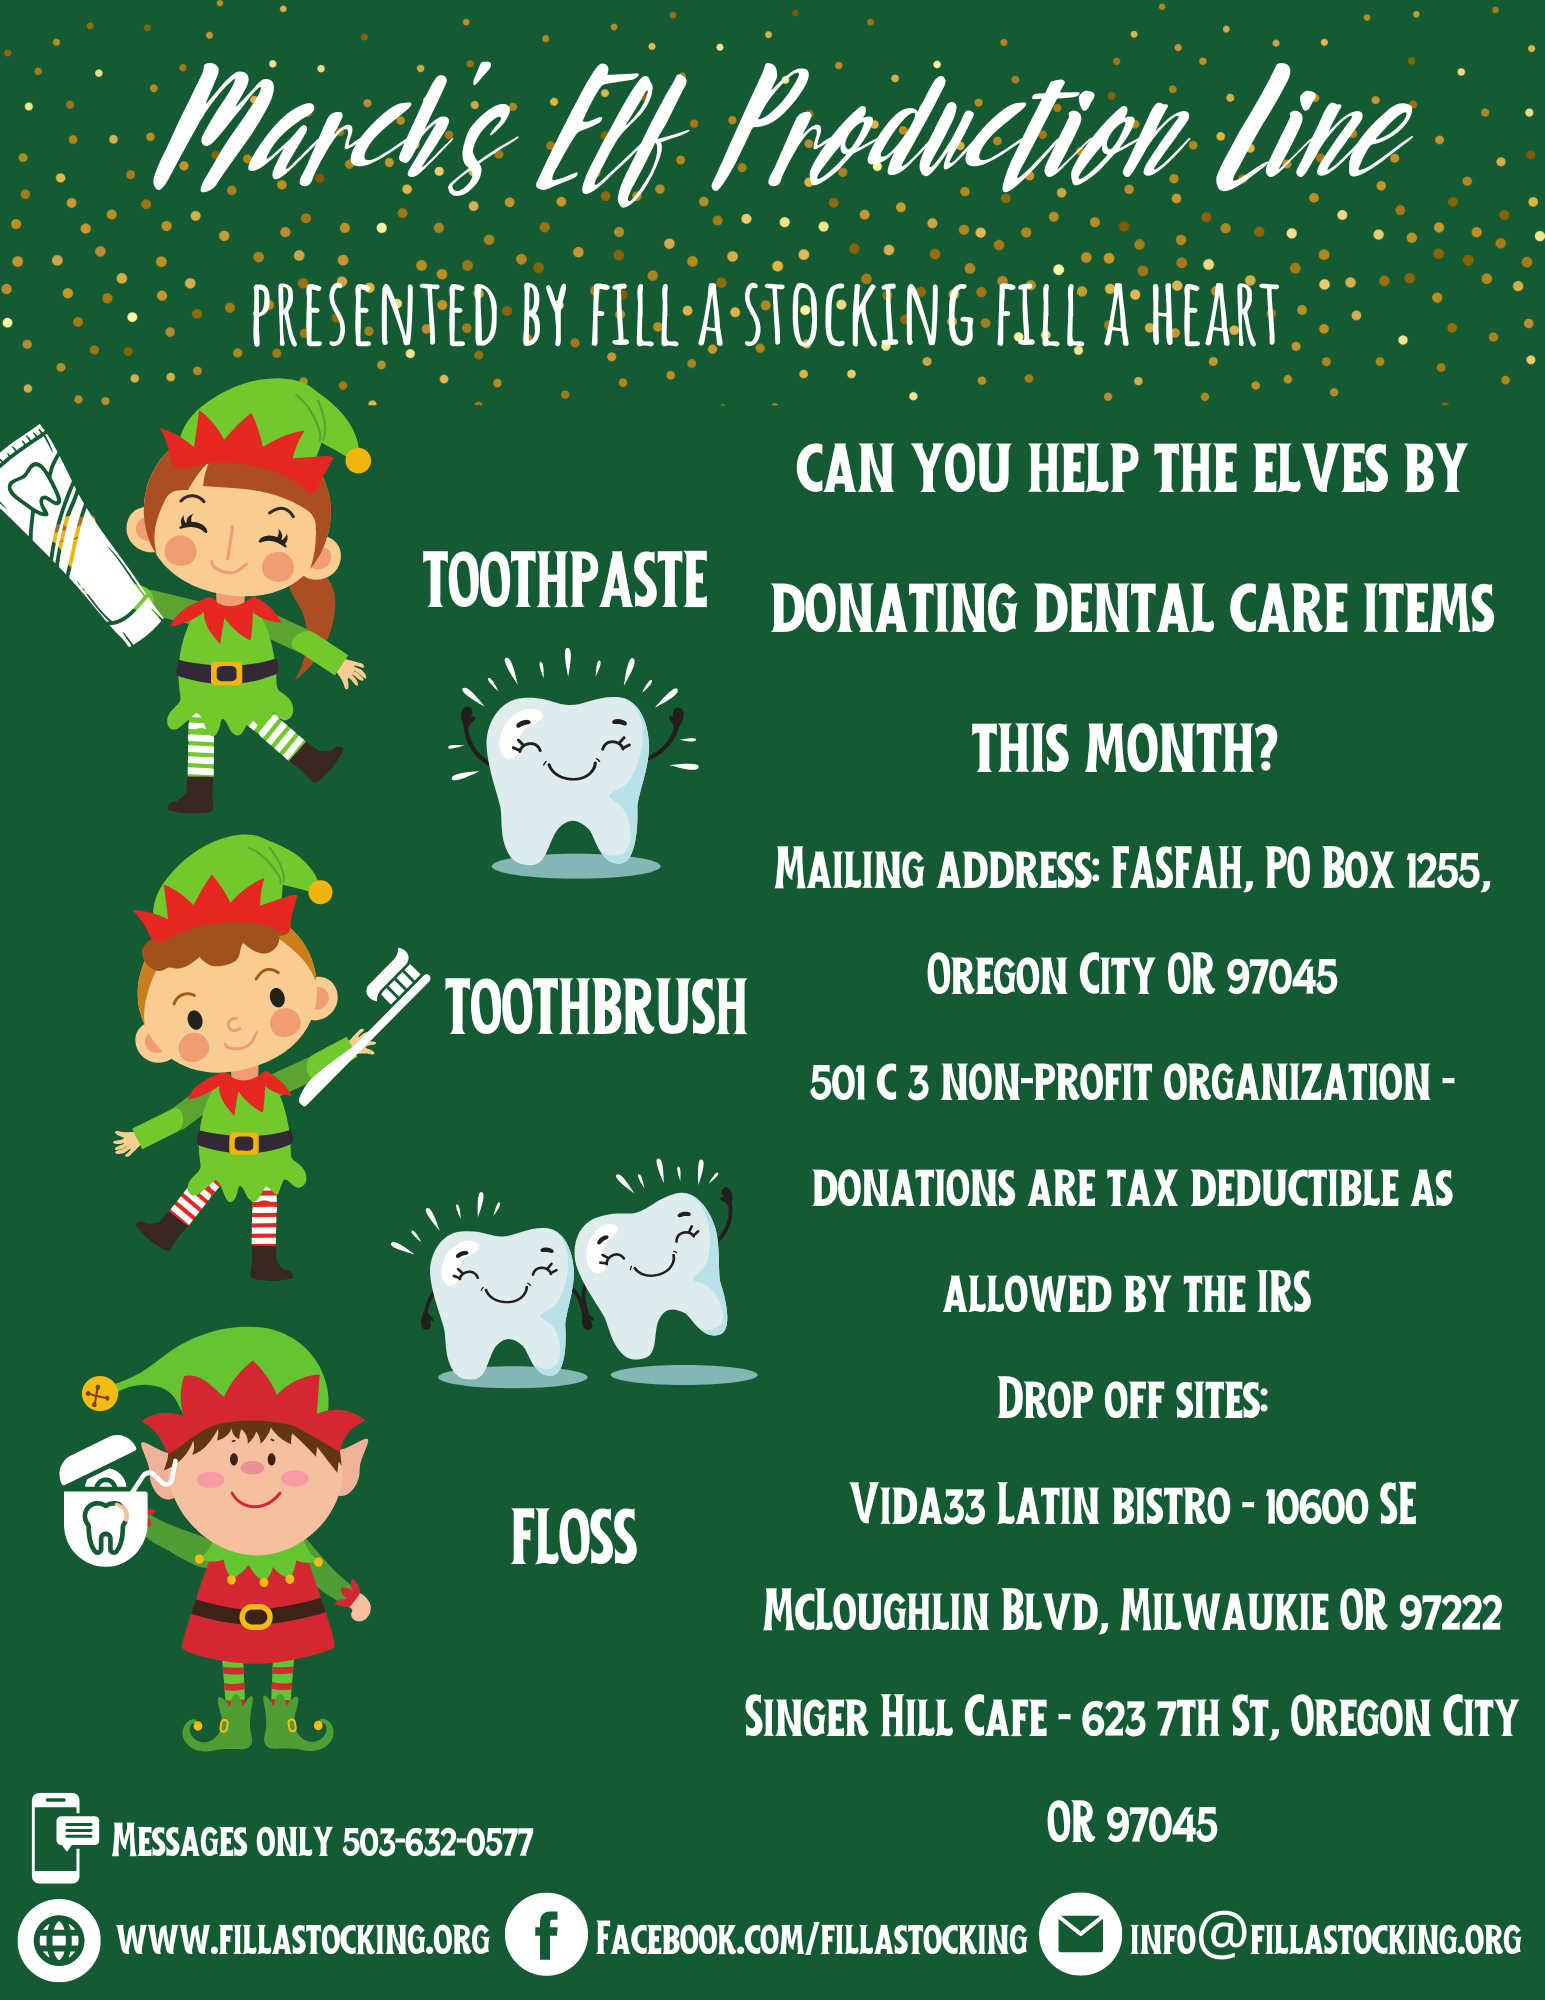 March's Elf Production Line
PRESENTED BY FILL A STOCKING FILL A HEART
CAN YOU HELP THE ELVES BY
DONATING DENTAL CARE ITEMS
THIS MONTH?
TOOTHPASTE
TOOTHBRUSH
FLOSS
Mailing address: FASFAH, PO Box 1255,
Oregon City OR 97045
501 c 3 non-profit organization -
donations are tax deductible as
allowed by the IRS
Drop off sites:
Vida33 Latin bistro - 10600 SE
McLoughlin Blvd, Milwaukie OR 97222
Singer Hill Cafe - 623 7th St, Oregon City
OR 97045
Messages only 503-632-0577
www.fillastocking.org
Facebook.com/fillastocking
info@fillastocking.org